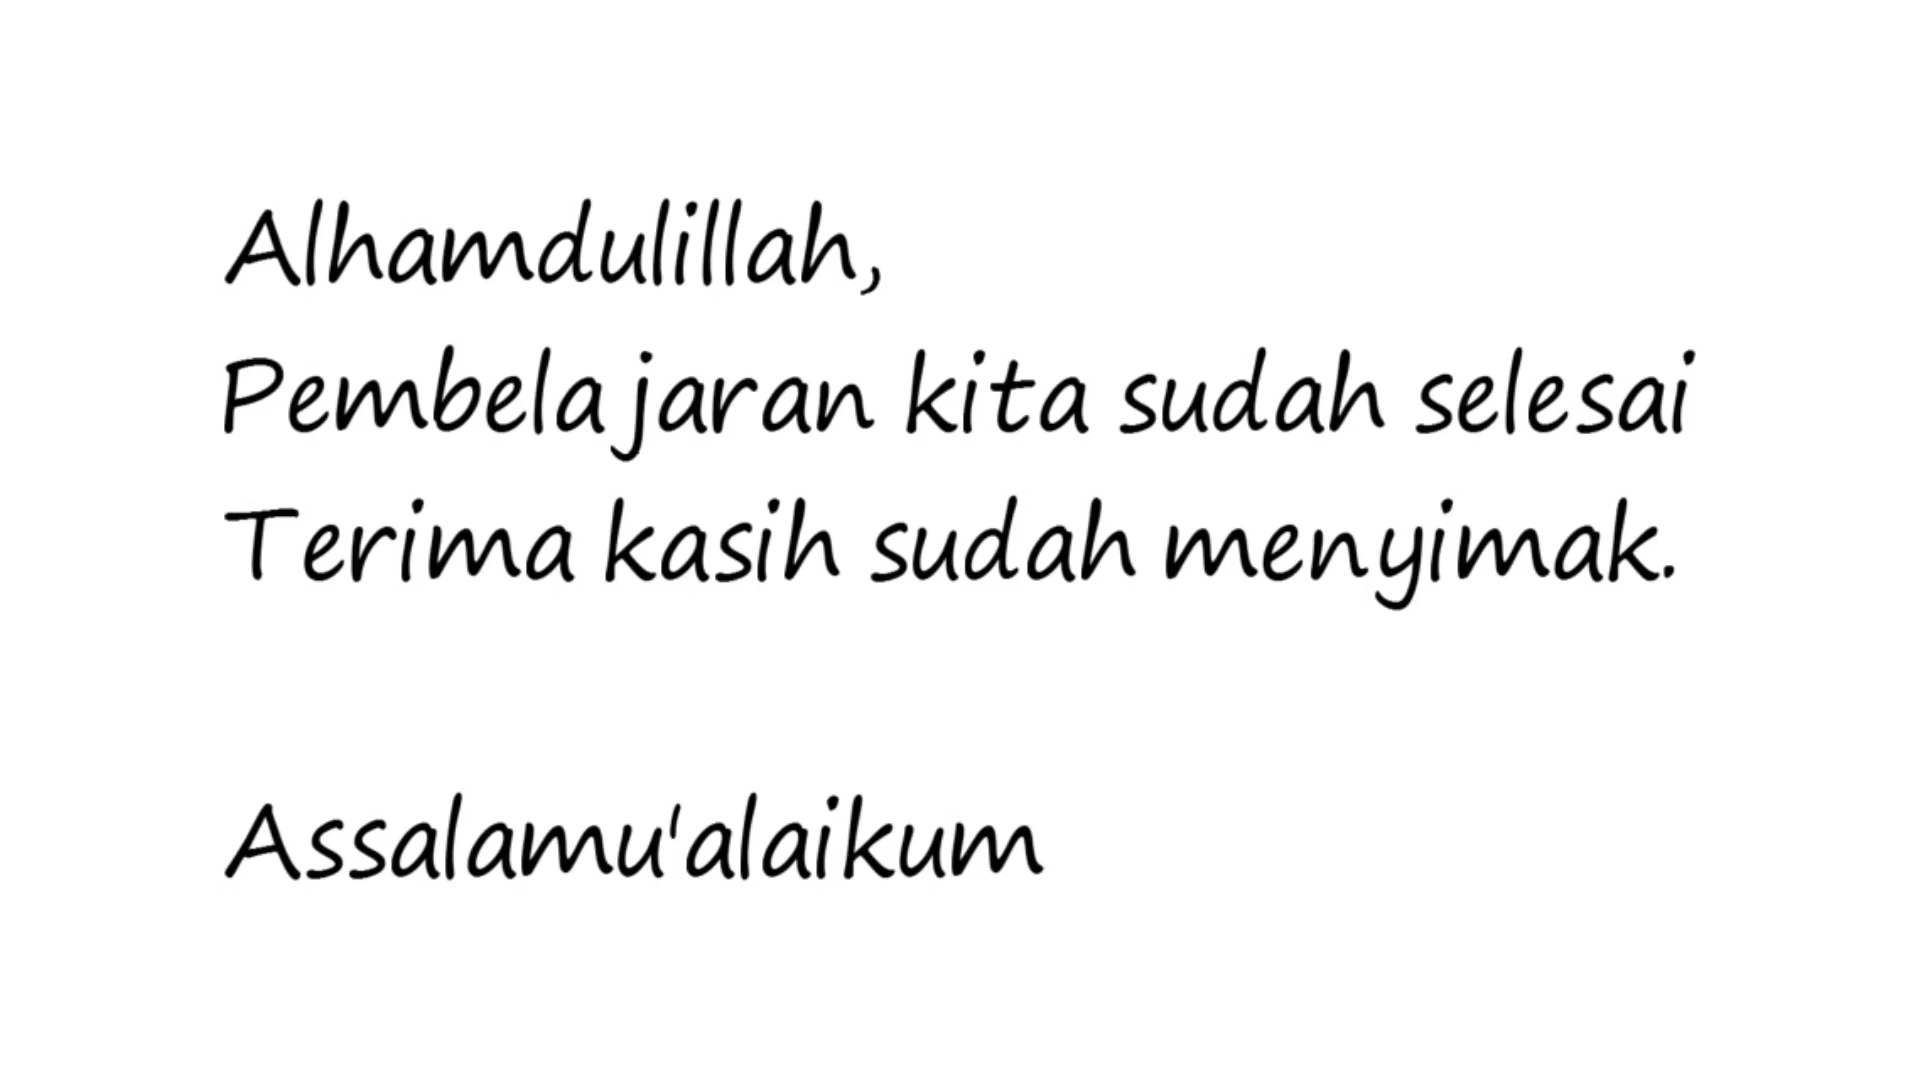 Alhamdulillah,
Pembelajaran kita sudah selesai
Terima kasih sudah menyimak.
Assalamu'alaikum